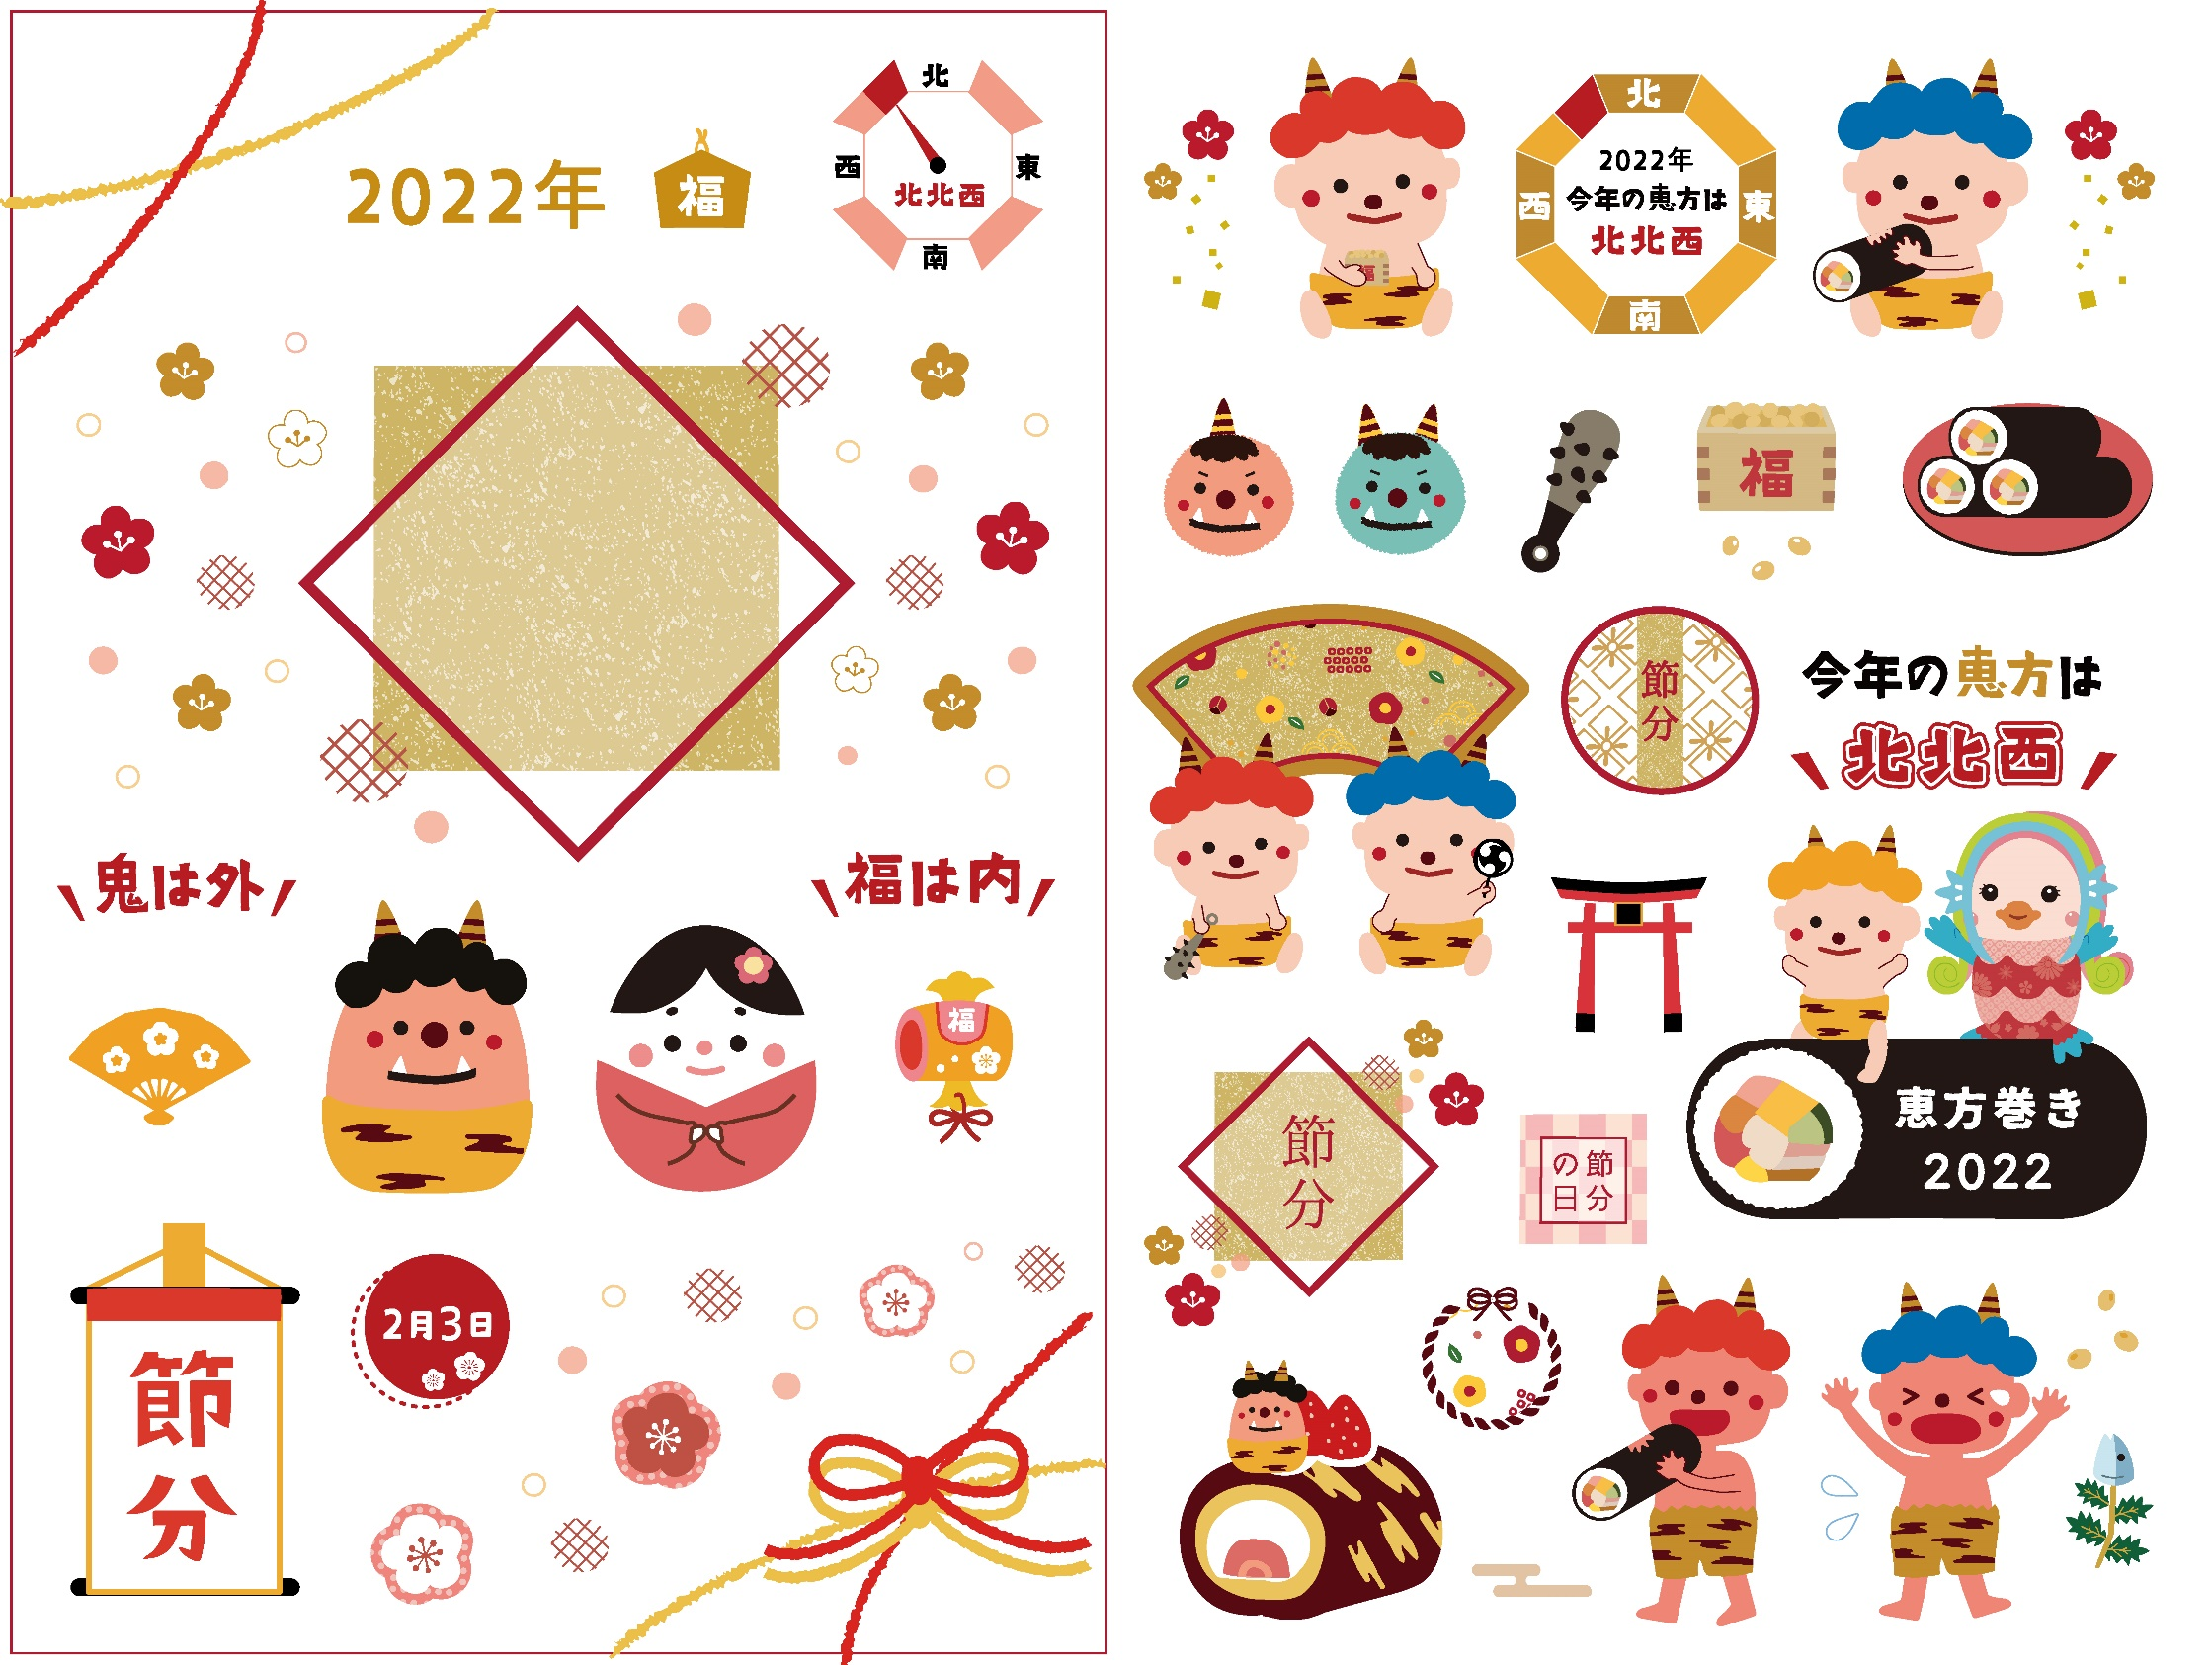 2022年
福
北
西
東
北北西
南
鬼は外
福は内
福
節分
2月3日
北
西
東
南
2022年
今年の恵方は
北北西
福
福
節分
今年の恵方は
北北西
節分
節分
の日
恵方巻き
2022